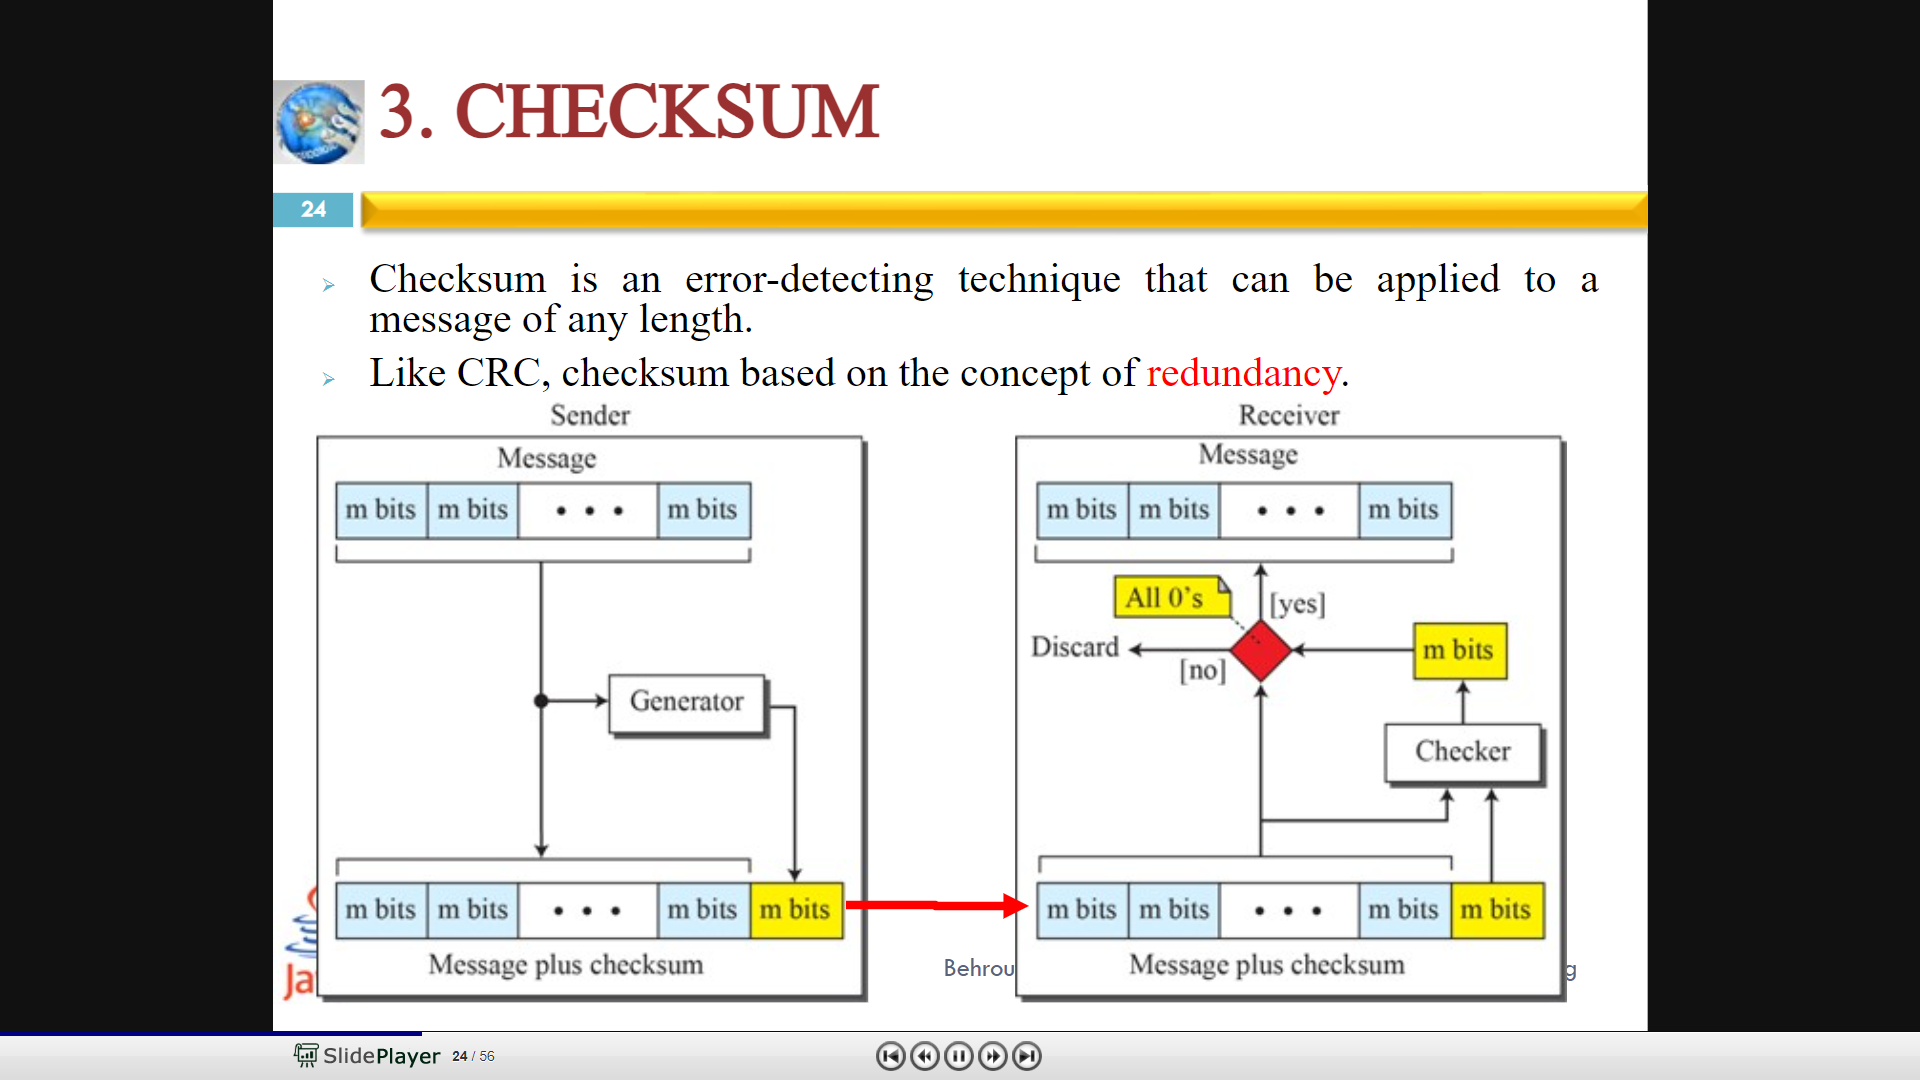 3. CHECKSUM
24
Checksum is an error-detecting technique that can be applied to a
message of any length.
Like CRC, checksum based on the concept of redundancy.
Sender
Message
m bits m bits • • • m bits
Generator
m bits m bits • • • m bits m bits
Message plus checksum
Receiver
Message
m bits m bits • • • m bits
All 0's
[yes]
Discard
[no]
m bits
Checker
m bits m bits • • • m bits m bits
Message plus checksum
SlidePlayer 24 / 56